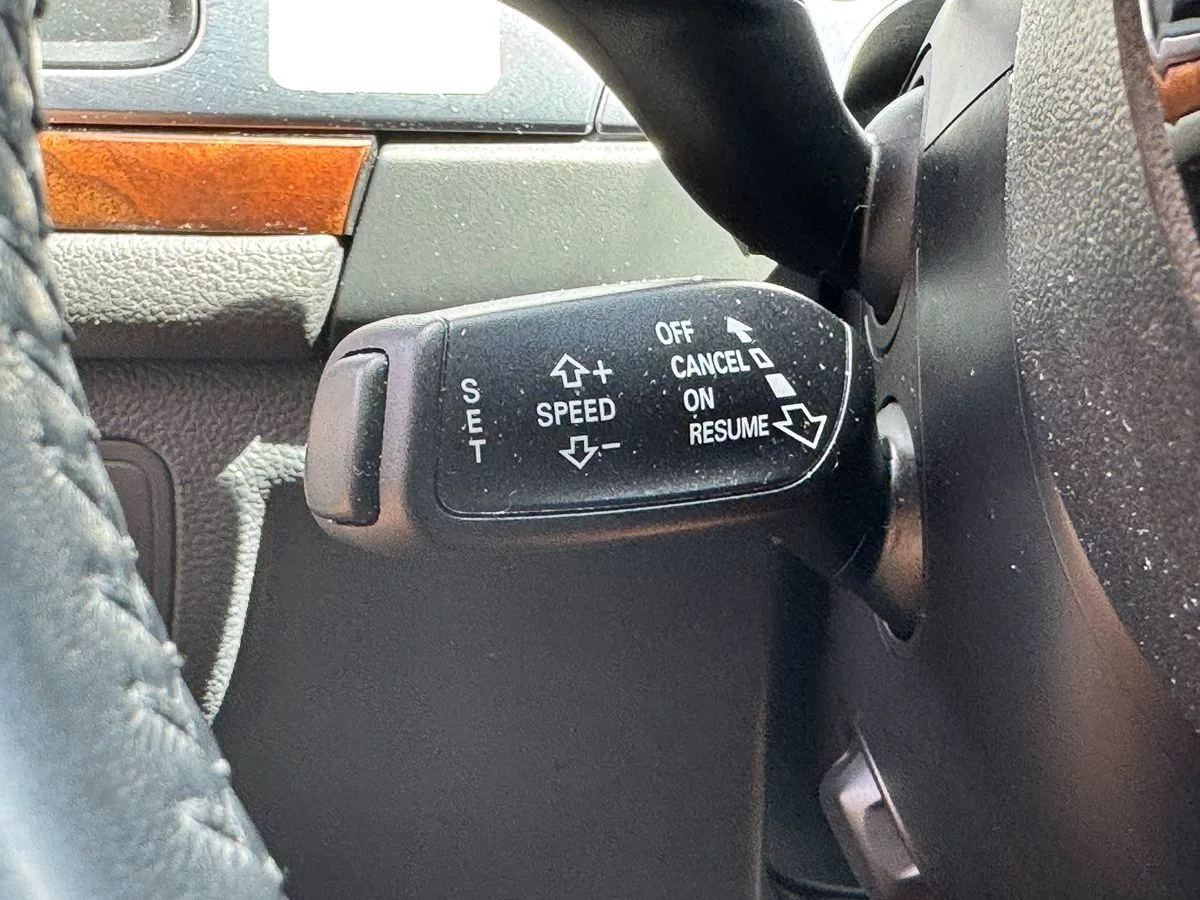 S
E
T
+
SPEED
-
OFF
CANCEL
ON
RESUME